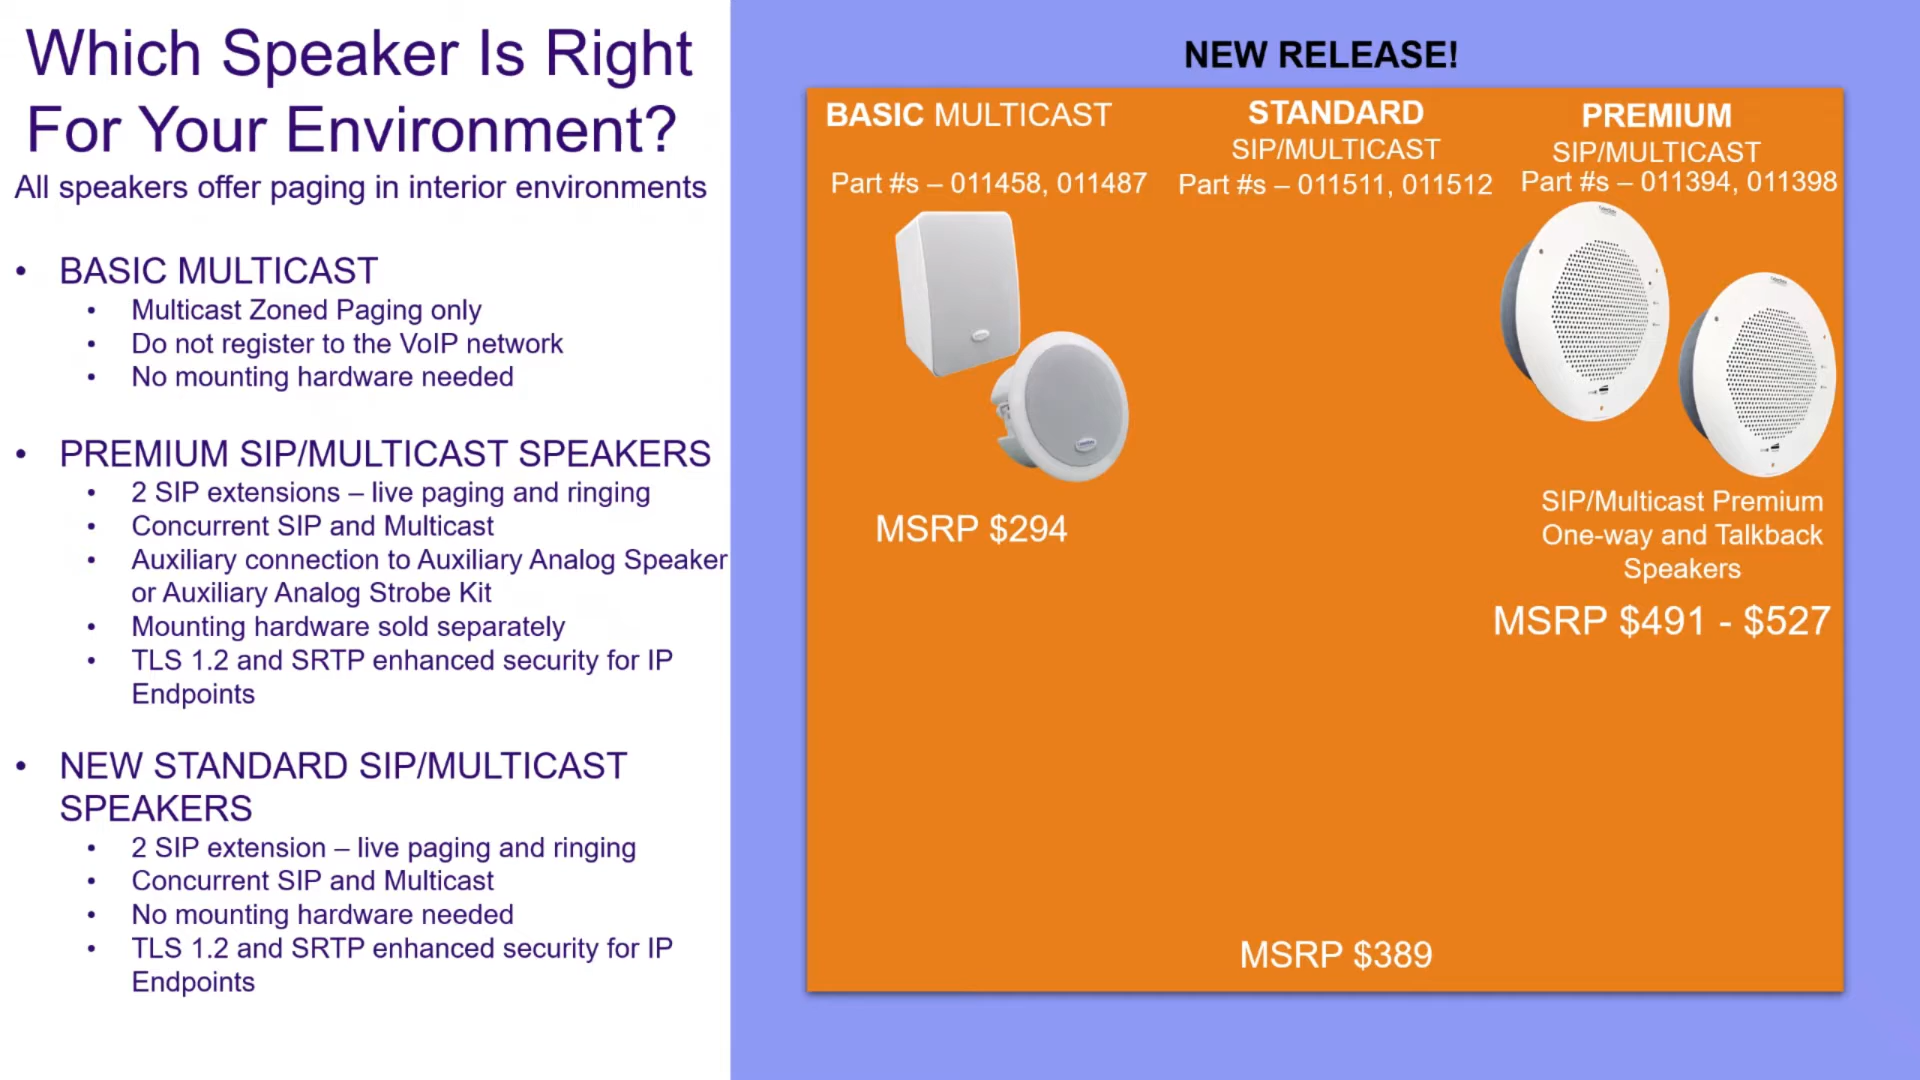 Which Speaker Is Right
For Your Environment?
All speakers offer paging in interior environments
• BASIC MULTICAST
• Multicast Zoned Paging only
• Do not register to the VoIP network
• No mounting hardware needed
• PREMIUM SIP/MULTICAST SPEAKERS
• 2 SIP extensions – live paging and ringing
• Concurrent SIP and Multicast
• Auxiliary connection to Auxiliary Analog Speaker
or Auxiliary Analog Strobe Kit
• Mounting hardware sold separately
• TLS 1.2 and SRTP enhanced security for IP
Endpoints
• NEW STANDARD SIP/MULTICAST
SPEAKERS
• 2 SIP extension – live paging and ringing
• Concurrent SIP and Multicast
• No mounting hardware needed
• TLS 1.2 and SRTP enhanced security for IP
Endpoints
NEW RELEASE!
BASIC MULTICAST
Part #s – 011458, 011487
MSRP $294
STANDARD
SIP/MULTICAST
Part #s – 011511, 011512
MSRP $389
PREMIUM
SIP/MULTICAST
Part #s – 011394, 011398
SIP/Multicast Premium
One-way and Talkback
Speakers
MSRP $491 - $527